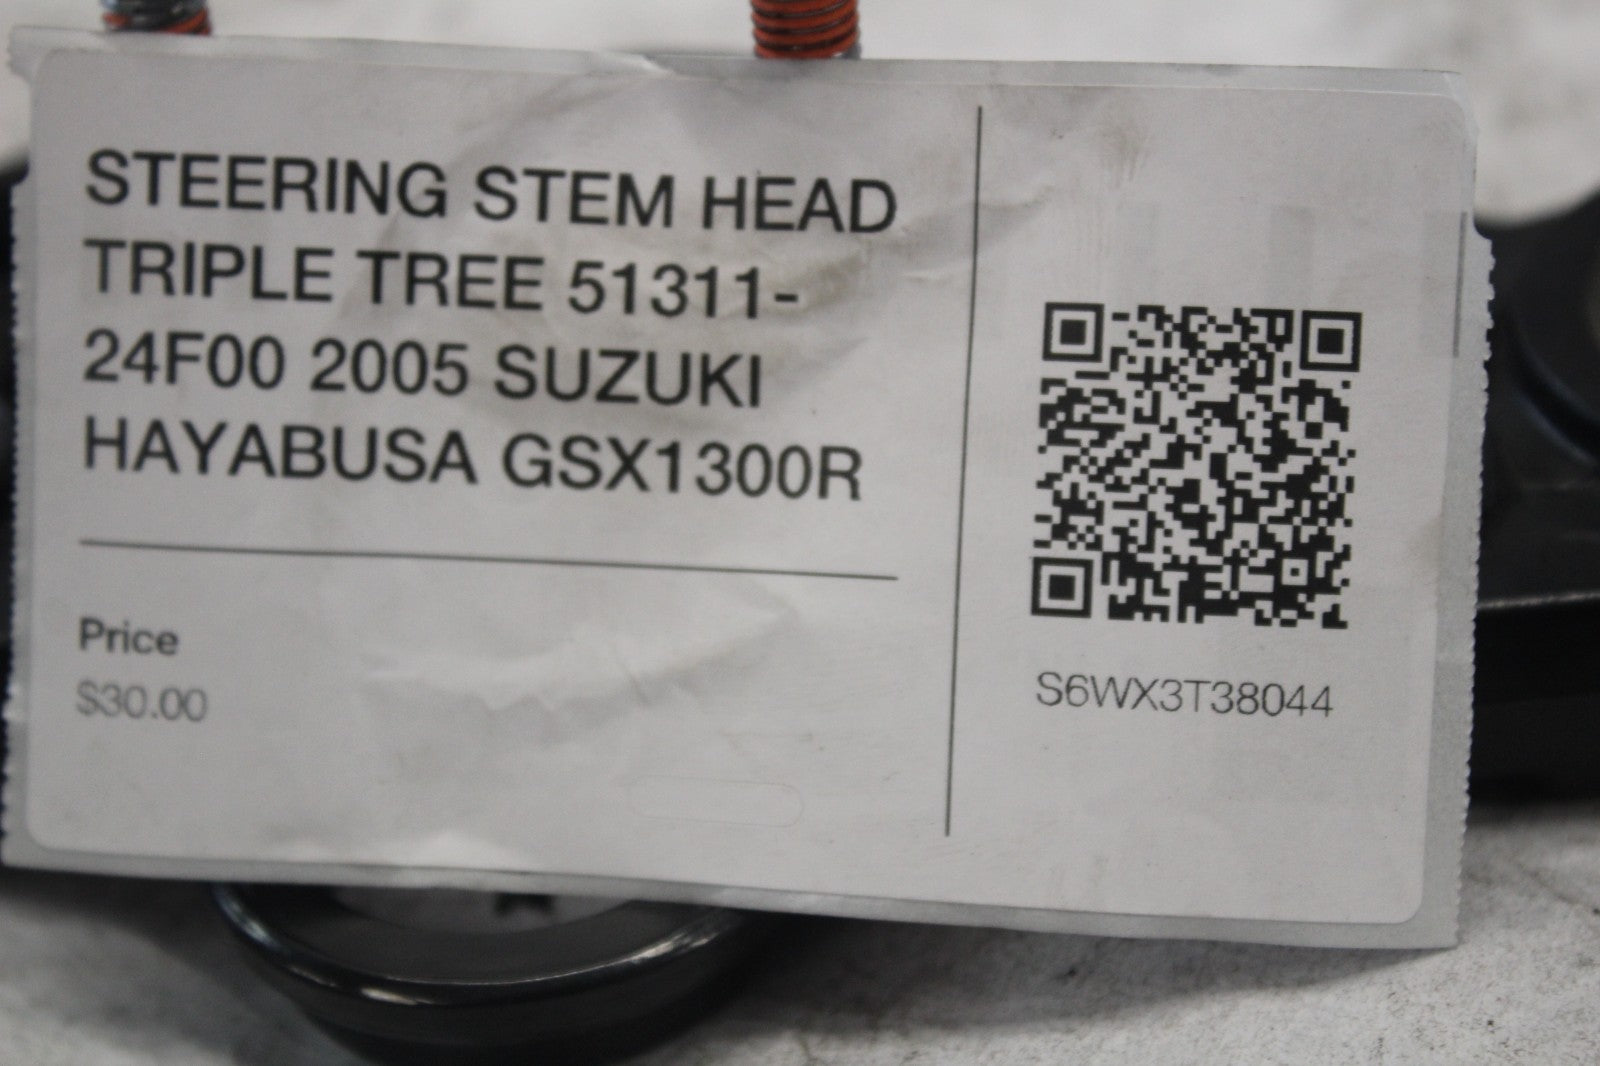 STEERING STEM HEAD
TRIPLE TREE 51311-
24F00 2005 SUZUKI
HAYABUSA GSX1300R
Price
$30.00
S6WX3T38044